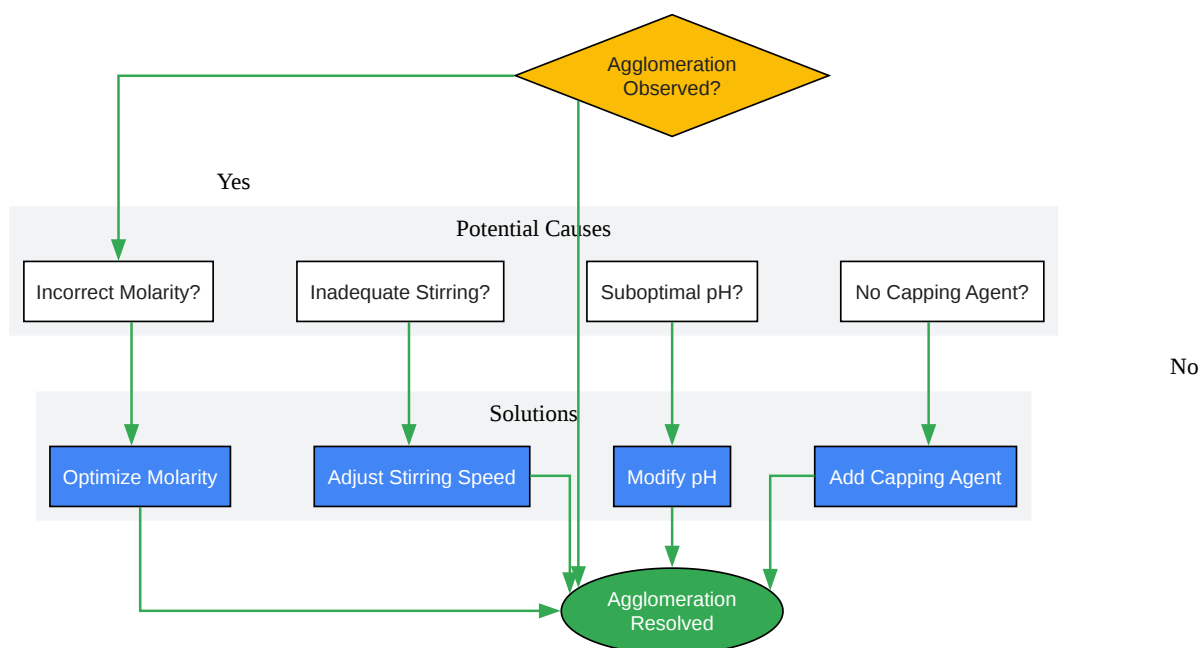 Agglomeration
Observed?
Yes
Potential Causes
Incorrect Molarity?
Inadequate Stirring?
Suboptimal pH?
No Capping Agent?
No
Solutions
Optimize Molarity
Adjust Stirring Speed
Modify pH
Add Capping Agent
Agglomeration
Resolved